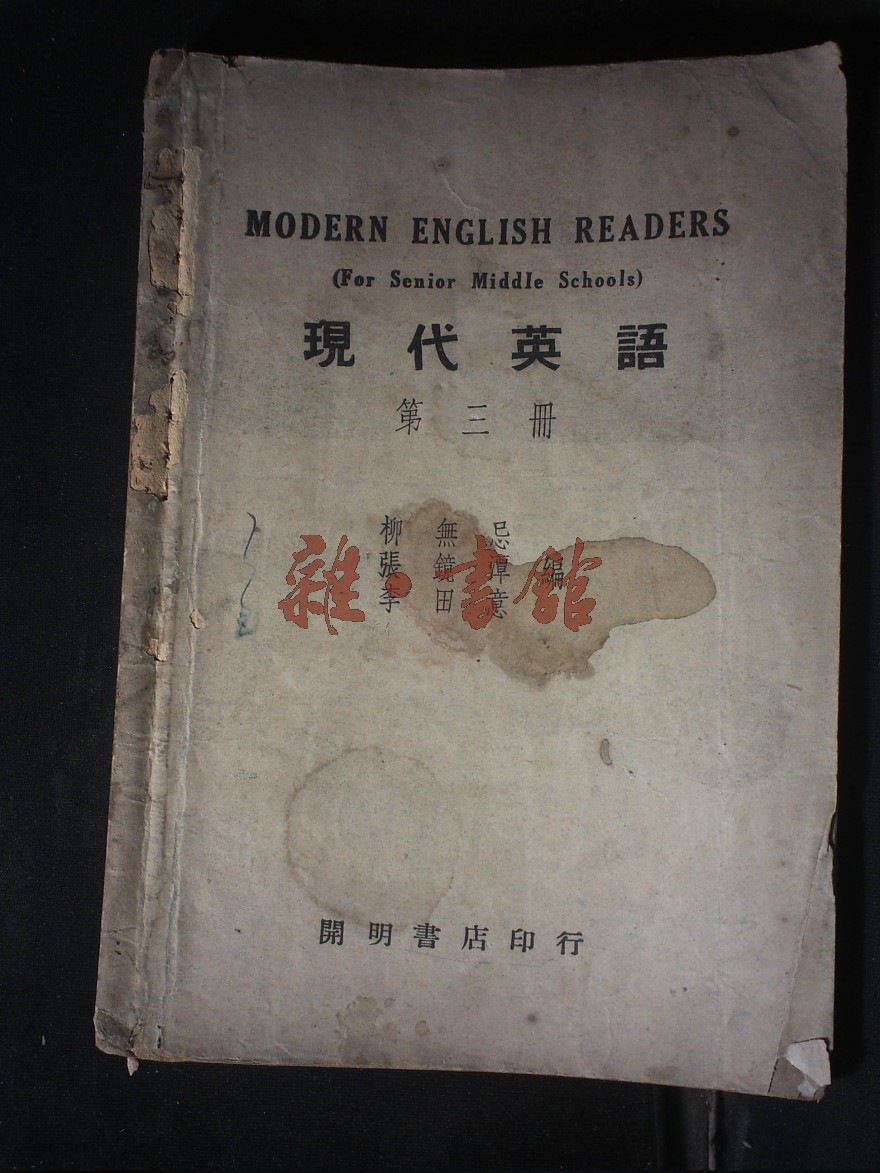 MODERN ENGLISH READERS
(For Senior Middle Schools)
現代英語
第三冊
柳無忌
張鏡潭 編
李田意
雜·書館
開明書店印行